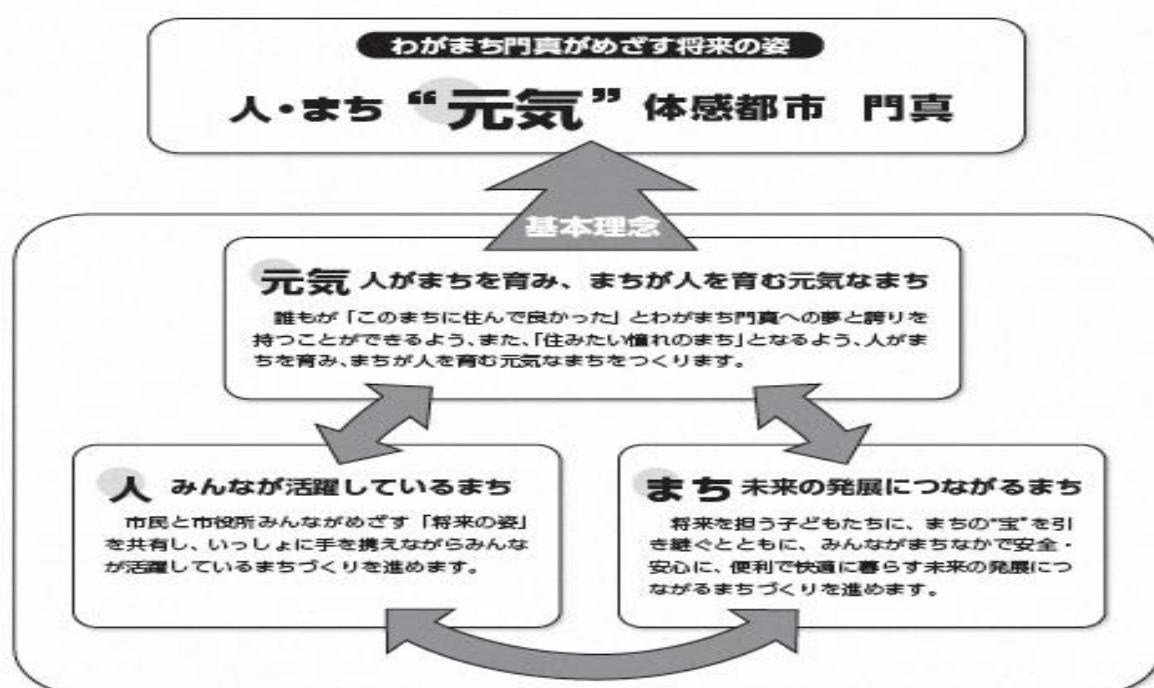 わがまち門真がめざす将来の姿
人・まち “元気” 体感都市 門真
基本理念
元気 人がまちを育み、まちが人を育む元気なまち
誰もが「このまちに住んで良かった」とわがまち門真への夢と誇りを
持つことができるよう、また、「住みたい憧れのまち」となるよう、人がま
ちを育み、まちが人を育む元気なまちをつくります。
人 みんなが活躍しているまち
市民と市役所みんながめざす「将来の姿」
を共有し、いっしょに手を携えながらみんな
が活躍しているまちづくりを進めます。
まち 未来の発展につながるまち
将来を担う子どもたちに、まちの“宝”を引
き継ぐとともに、みんながまちなかで安全・
安心に、便利で快適に暮らす未来の発展につ
ながるまちづくりを進めます。